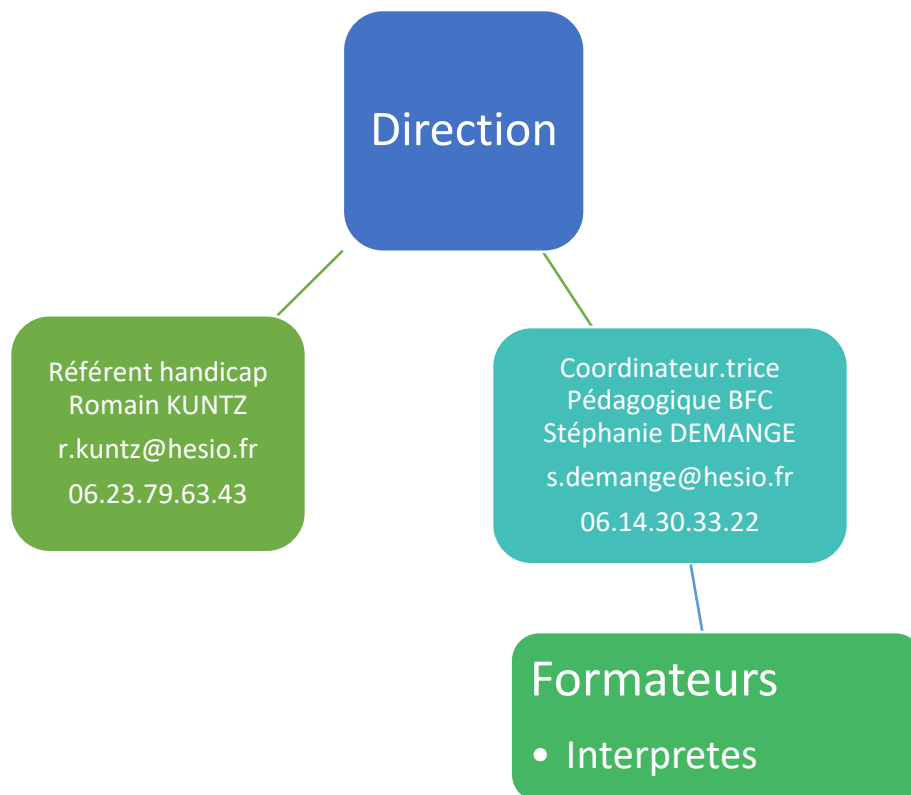 Direction
Référent handicap
Romain KUNTZ
r.kuntz@hesio.fr
06.23.79.63.43
Coordinateur.trice
Pédagogique BFC
Stéphanie DEMANGE
s.demange@hesio.fr
06.14.30.33.22
Formateurs
• Interpretes